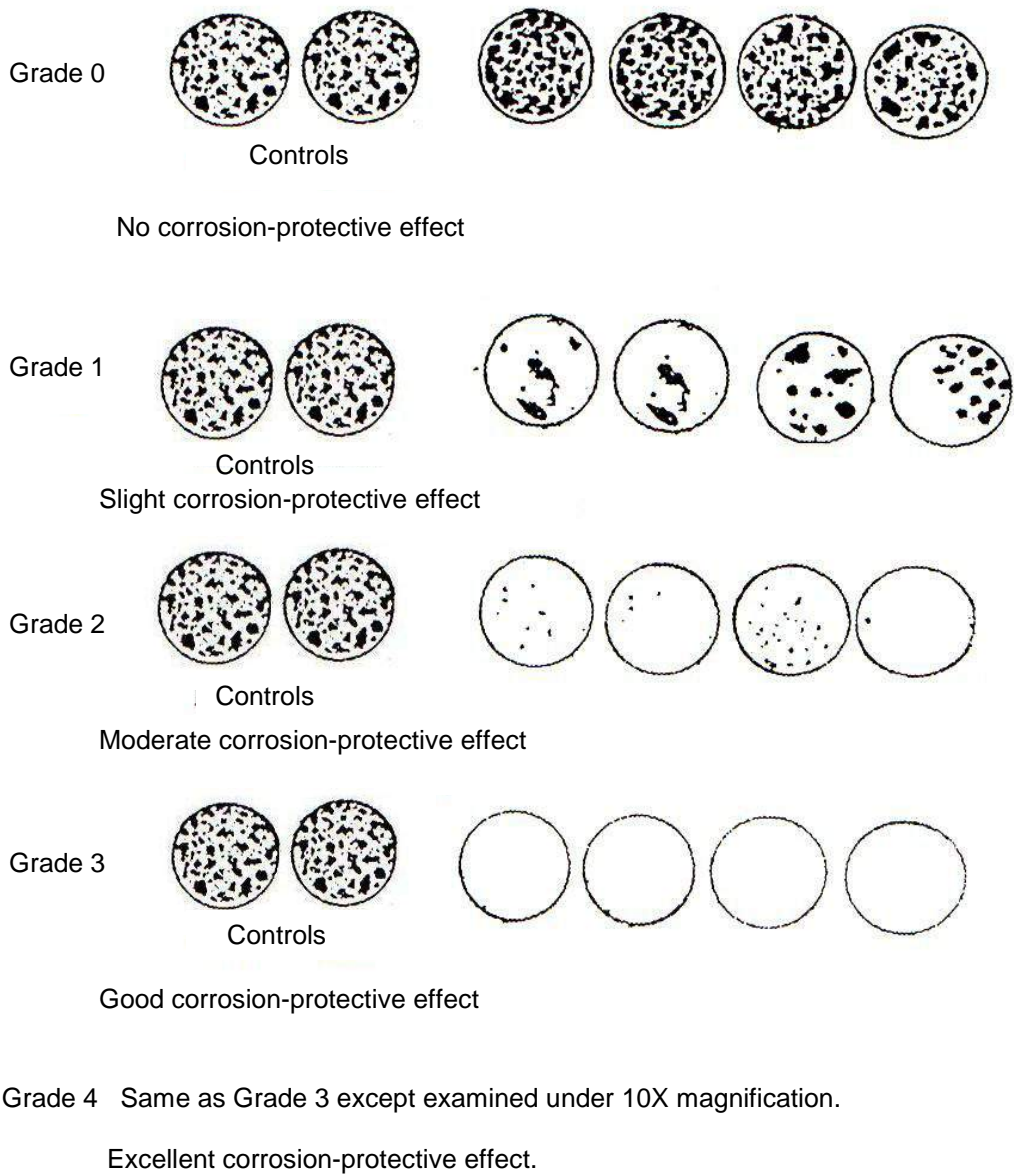 Grade 0
Controls
No corrosion-protective effect
Grade 1
Controls
Slight corrosion-protective effect
Grade 2
Controls
Moderate corrosion-protective effect
Grade 3
Controls
Good corrosion-protective effect
Grade 4 Same as Grade 3 except examined under 10X magnification.
Excellent corrosion-protective effect.